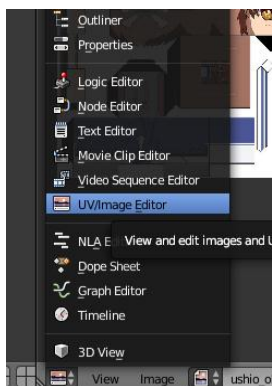 Outliner
Properties
Logic Editor
Node Editor
Text Editor
Movie Clip Editor
Video Sequence Editor
UV/Image Editor
NLA E
View and edit images and U
Dope Sheet
Graph Editor
Timeline
3D View
View Image ushio_o